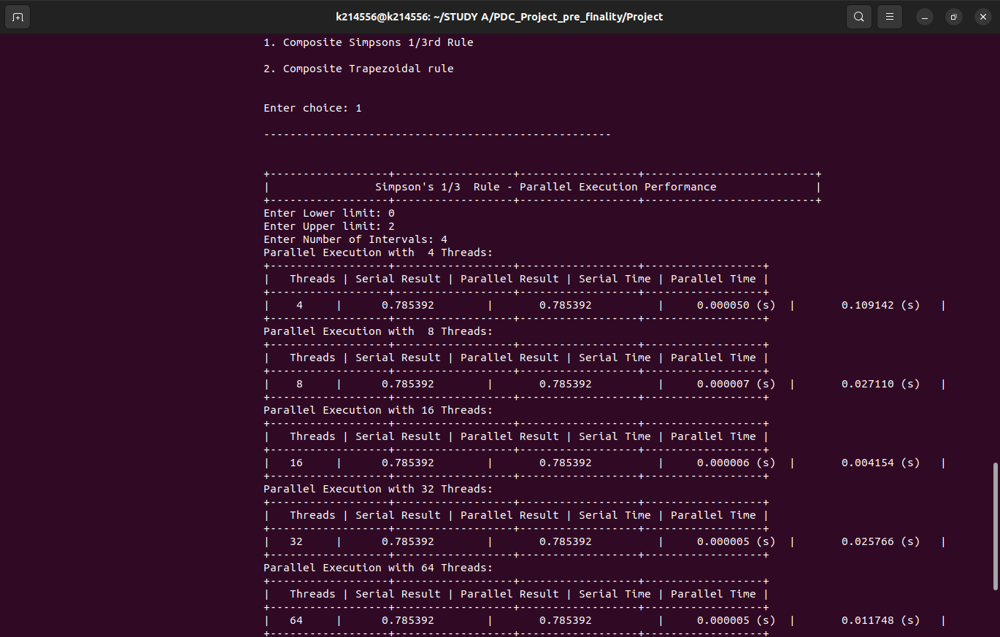 k214556@k214556: ~/STUDY A/PDC_Project_pre_finality/Project
1. Composite Simpsons 1/3rd Rule
2. Composite Trapezoidal rule
Enter choice: 1
-----------------------------------------------------
+------------------+------------------+------------------+--------------------------+
|                Simpson's 1/3  Rule - Parallel Execution Performance               |
+------------------+------------------+------------------+--------------------------+
Enter Lower limit: 0
Enter Upper limit: 2
Enter Number of Intervals: 4
Parallel Execution with  4 Threads:
+------------------+------------------+------------------+------------------+
|   Threads | Serial Result | Parallel Result | Serial Time | Parallel Time |
+------------------+------------------+------------------+------------------+
|    4     |      0.785392        |       0.785392          |     0.000050 (s)  |       0.109142 (s)   |
+------------------+------------------+------------------+------------------+
Parallel Execution with  8 Threads:
+------------------+------------------+------------------+------------------+
|   Threads | Serial Result | Parallel Result | Serial Time | Parallel Time |
+------------------+------------------+------------------+------------------+
|    8     |      0.785392        |       0.785392          |     0.000007 (s)  |       0.027110 (s)   |
+------------------+------------------+------------------+------------------+
Parallel Execution with 16 Threads:
+------------------+------------------+------------------+------------------+
|   Threads | Serial Result | Parallel Result | Serial Time | Parallel Time |
+------------------+------------------+------------------+------------------+
|   16     |      0.785392        |       0.785392          |     0.000006 (s)  |       0.004154 (s)   |
+------------------+------------------+------------------+------------------+
Parallel Execution with 32 Threads:
+------------------+------------------+------------------+------------------+
|   Threads | Serial Result | Parallel Result | Serial Time | Parallel Time |
+------------------+------------------+------------------+------------------+
|   32     |      0.785392        |       0.785392          |     0.000005 (s)  |       0.025766 (s)   |
+------------------+------------------+------------------+------------------+
Parallel Execution with 64 Threads:
+------------------+------------------+------------------+------------------+
|   Threads | Serial Result | Parallel Result | Serial Time | Parallel Time |
+------------------+------------------+------------------+------------------+
|   64     |      0.785392        |       0.785392          |     0.000005 (s)  |       0.011748 (s)   |
+------------------+------------------+------------------+------------------+